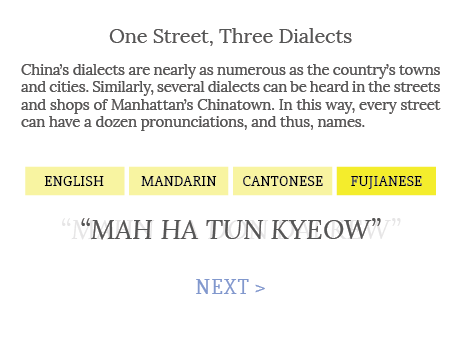 One Street, Three Dialects
China's dialects are nearly as numerous as the country's towns
and cities. Similarly, several dialects can be heard in the streets
and shops of Manhattan's Chinatown. In this way, every street
can have a dozen pronunciations, and thus, names.
ENGLISH MANDARIN CANTONESE FUJIANESE
“MAH HA TUN KYEOW”
NEXT >